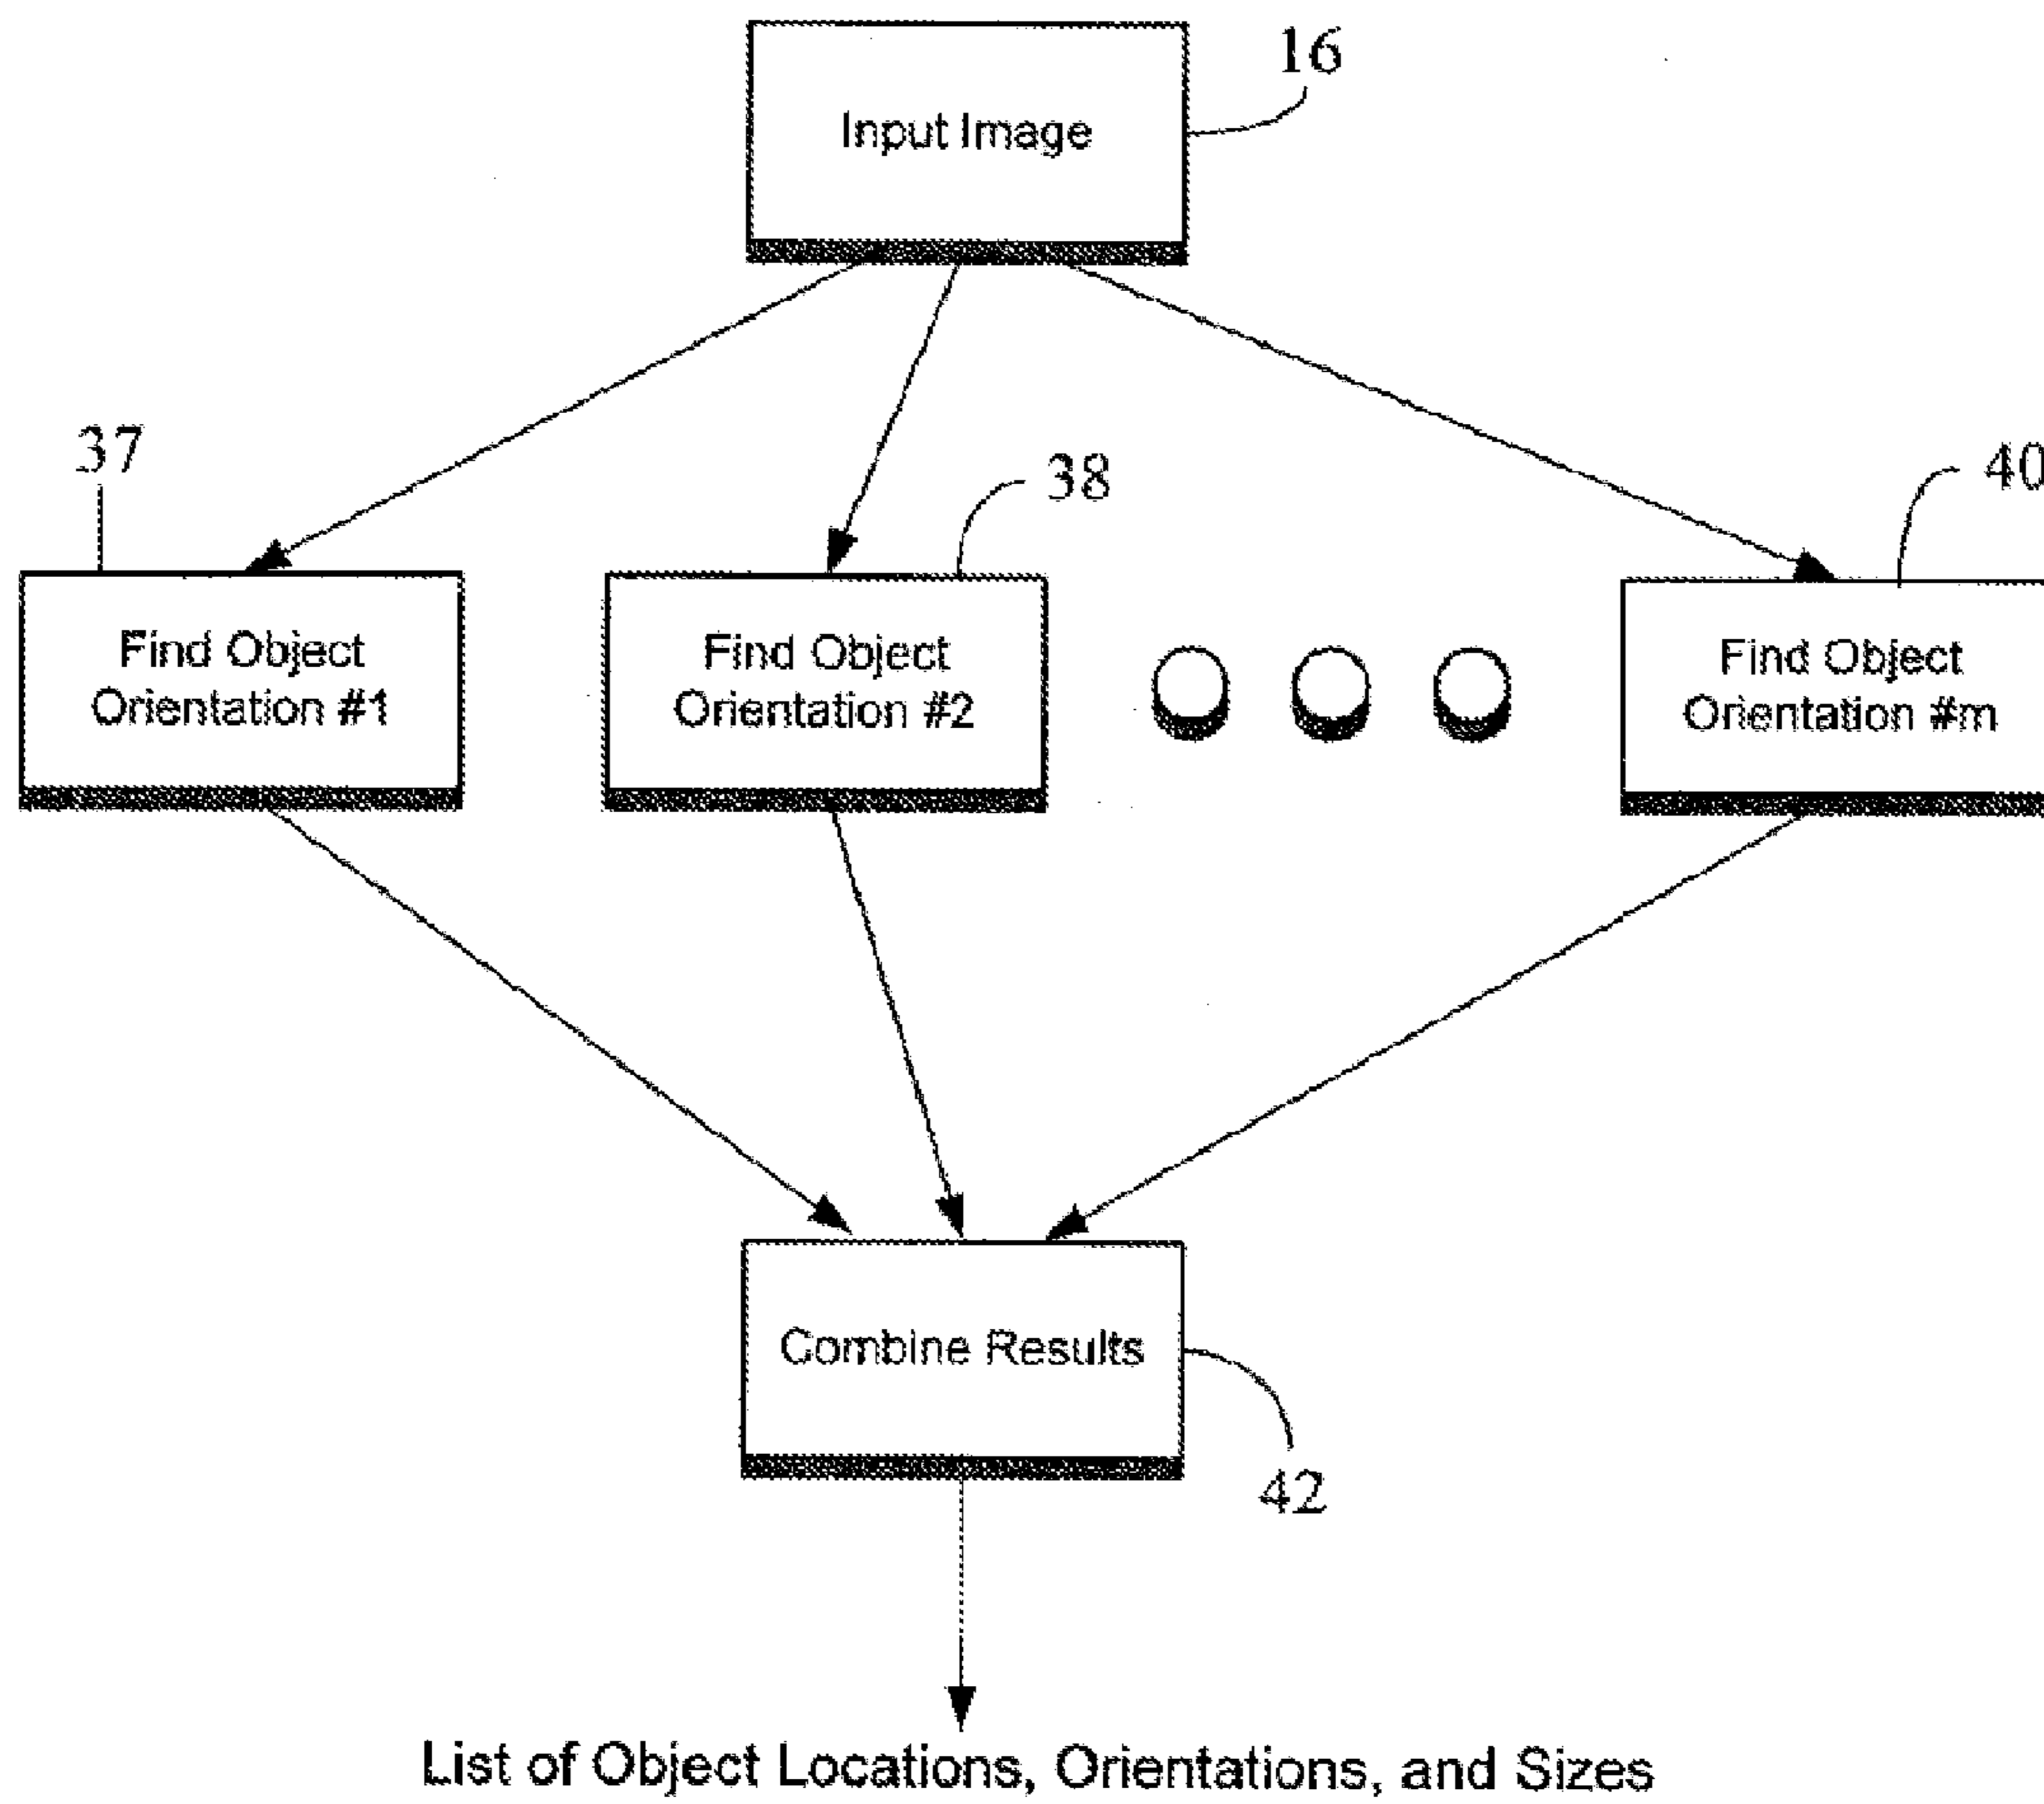 16
Input Image
37
38
40
Find Object
Orientation #1
Find Object
Orientation #2
Find Object
Orientation #m
Combine Results
42
List of Object Locations, Orientations, and Sizes